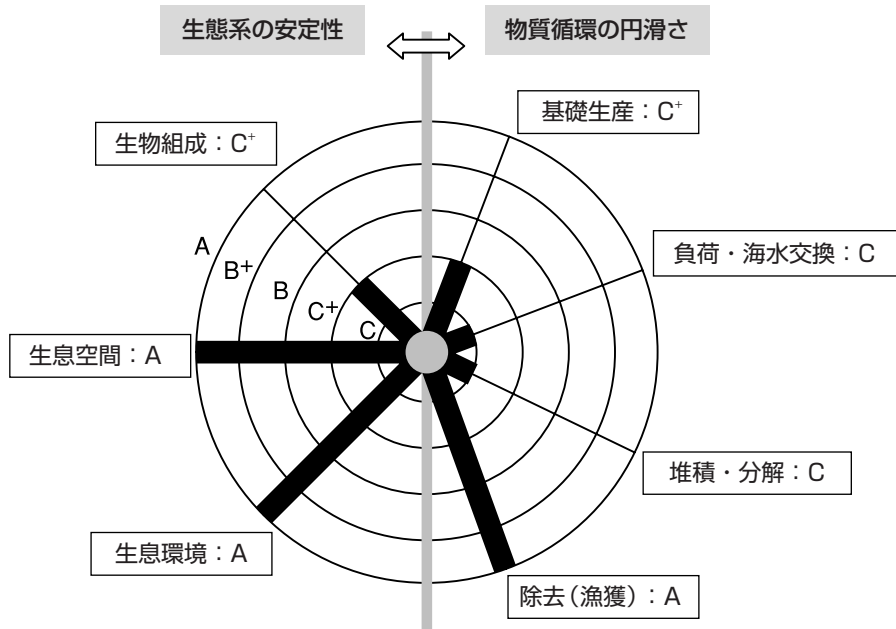 生態系の安定性
物質循環の円滑さ
基礎生産：C⁺
生物組成：C⁺
負荷・海水交換：C
A
B+
B
C+
C
生息空間：A
堆積・分解：C
生息環境：A
除去（漁獲）：A